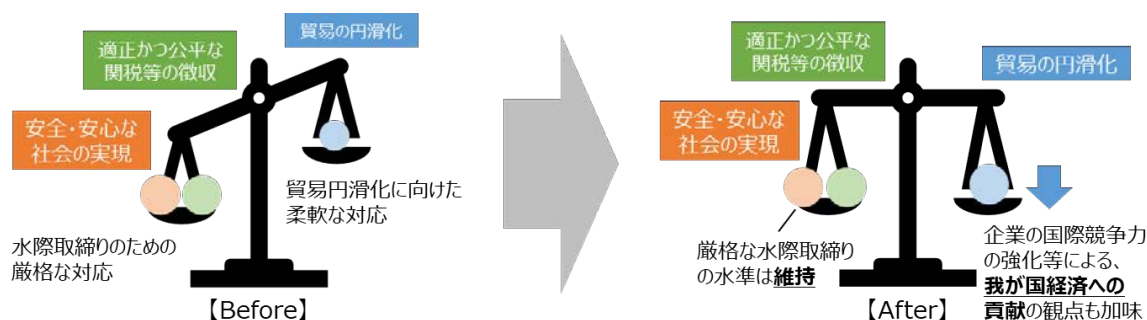 貿易の円滑化
適正かつ公平な
関税等の徴収
安全・安心な
社会の実現
貿易円滑化に向けた
柔軟な対応
水際取締りのための
厳格な対応
【Before】
適正かつ公平な
関税等の徴収
貿易の円滑化
安全・安心な
社会の実現
厳格な水際取締り
の水準は維持
企業の国際競争力
の強化等による、
我が国経済への
貢献の観点も加味
【After】